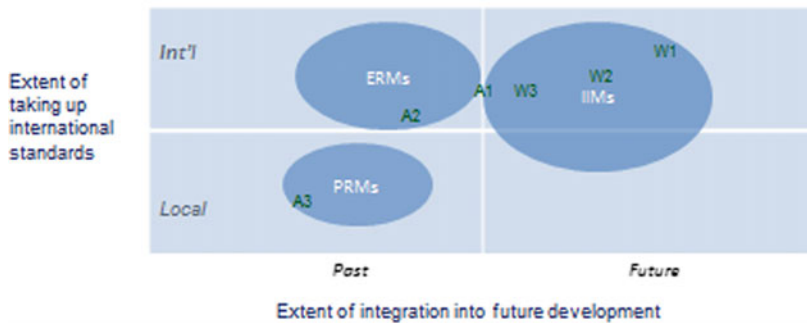 Int'l
W1
Extent of
taking up
international
standards
ERMs
A1
W3
W2
IIMs
A2
PRMs
A3
Local
Past
Future
Extent of integration into future development